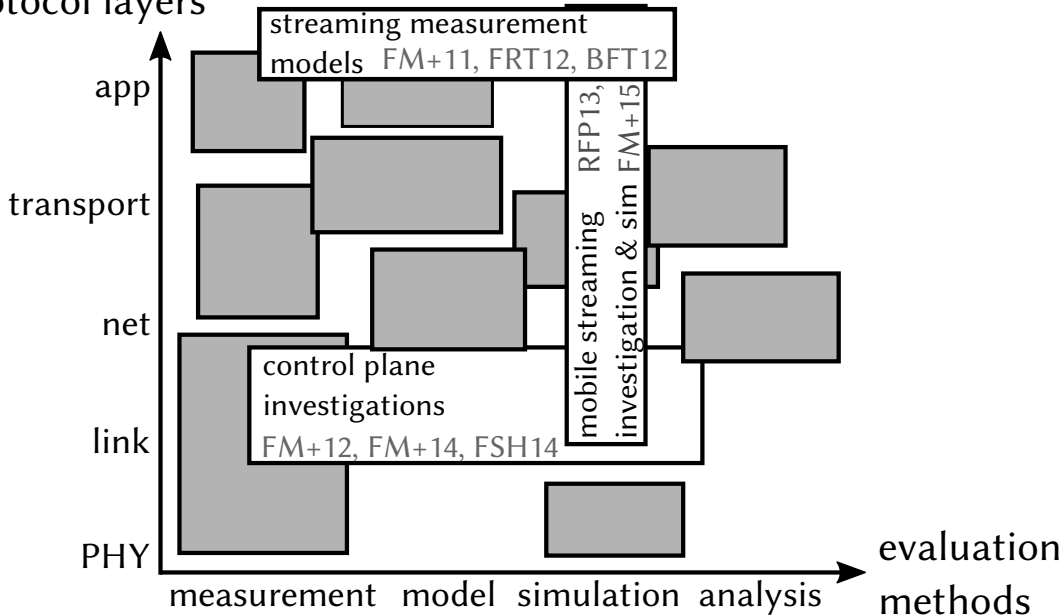 layers
streaming measurement
models FM+11, FRT12, BFT12
app
transport
net
link
PHY
mobile streaming RFP13,
investigation & sim FM+15
control plane
investigations
FM+12, FM+14, FSH14
measurement model simulation analysis
evaluation
methods